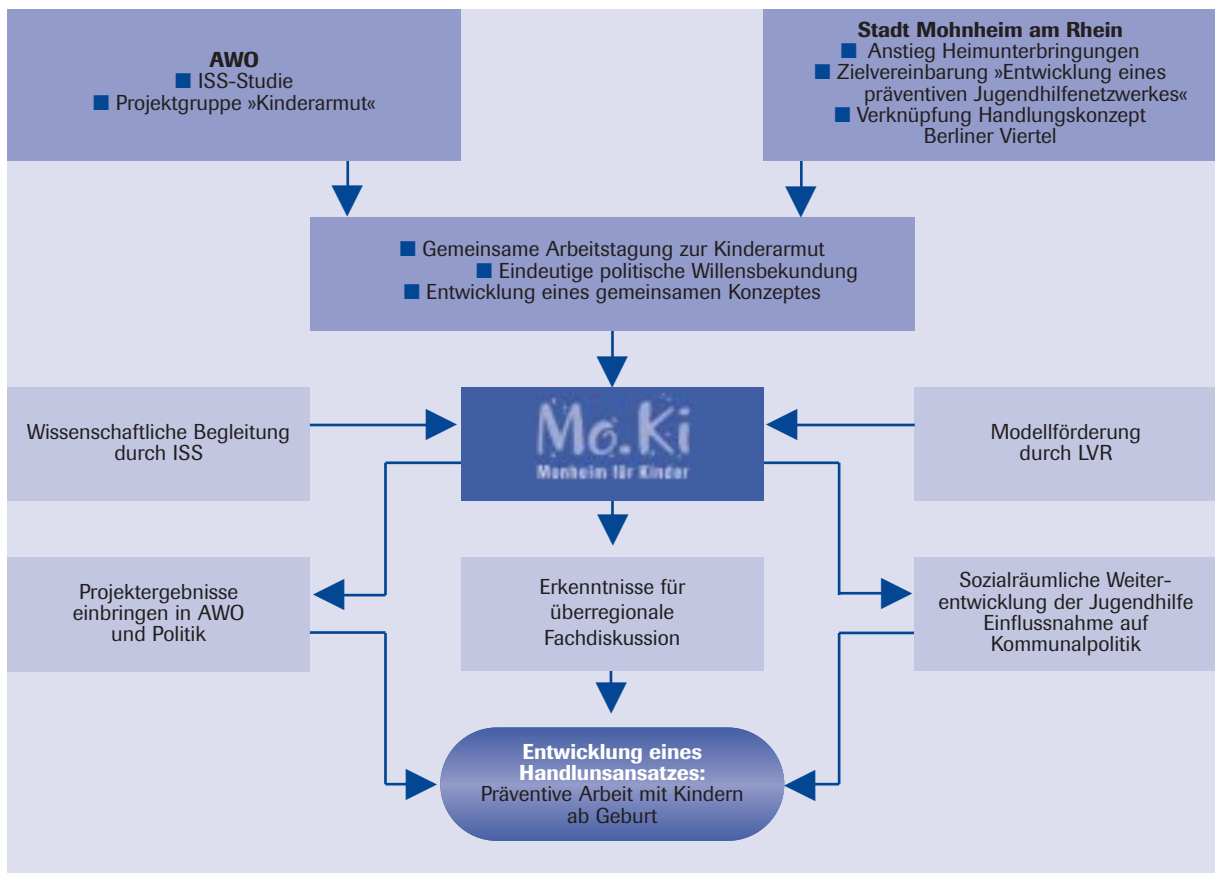 AWO
■ ISS-Studie
■ Projektgruppe »Kinderarmut«
Stadt Mohnheim am Rhein
■ Anstieg Heimunterbringungen
■ Zielvereinbarung »Entwicklung eines
präventiven Jugendhilfenetzwerkes«
■ Verknüpfung Handlungskonzept
Berliner Viertel
■ Gemeinsame Arbeitstagung zur Kinderarmut
■ Eindeutige politische Willensbekundung
■ Entwicklung eines gemeinsamen Konzeptes
Wissenschaftliche Begleitung
durch ISS
Mo.Ki
Monheim für Kinder
Modellförderung
durch LVR
Projektergebnisse
einbringen in AWO
und Politik
Erkenntnisse für
überregionale
Fachdiskussion
Sozialräumliche Weiter-
entwicklung der Jugendhilfe
Einflussnahme auf
Kommunalpolitik
Entwicklung eines
Handlunsansatzes:
Präventive Arbeit mit Kindern
ab Geburt